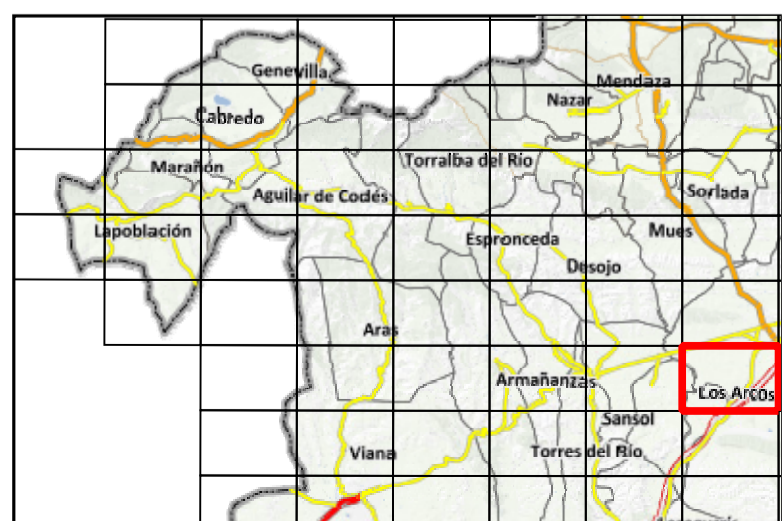 Genevilla
Mendaza
Nazar
Cabredo
Torralba del Río
Marañón
Sorlada
Aguilar de Codés
Lapoblación
Mues
Espronceda
Desojo
Aras
Armañanzas
Los Arcos
Sansol
Viana
Torres del Río